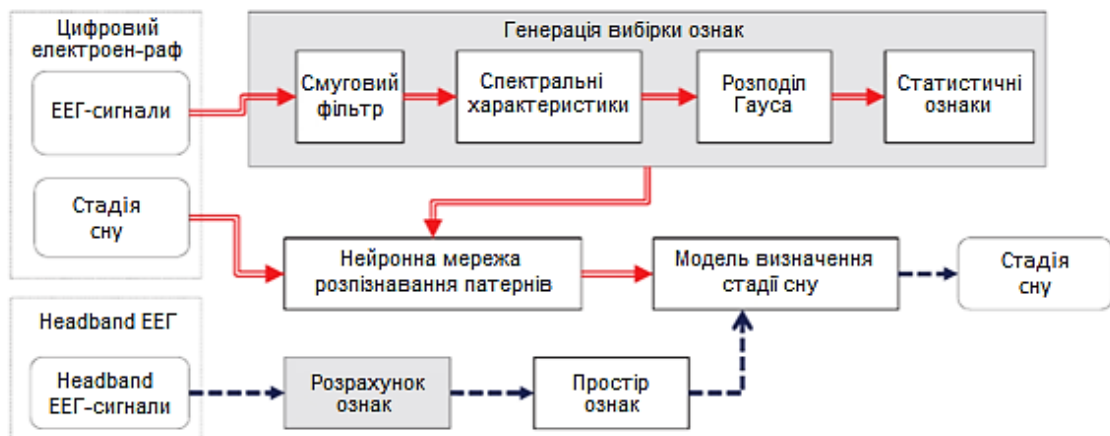 Цифровий
електроен-раф
ЕЕГ-сигнали
Стадія
сну
Генерація вибірки ознак
Смуговий
фільтр
Спектральні
характеристики
Розподіл
Гауса
Статистичні
ознаки
Нейронна мережа
розпізнавання патернів
Модель визначення
стадії сну
Стадія
сну
Headband ЕЕГ
Headband
ЕЕГ-сигнали
Розрахунок
ознак
Простір
ознак